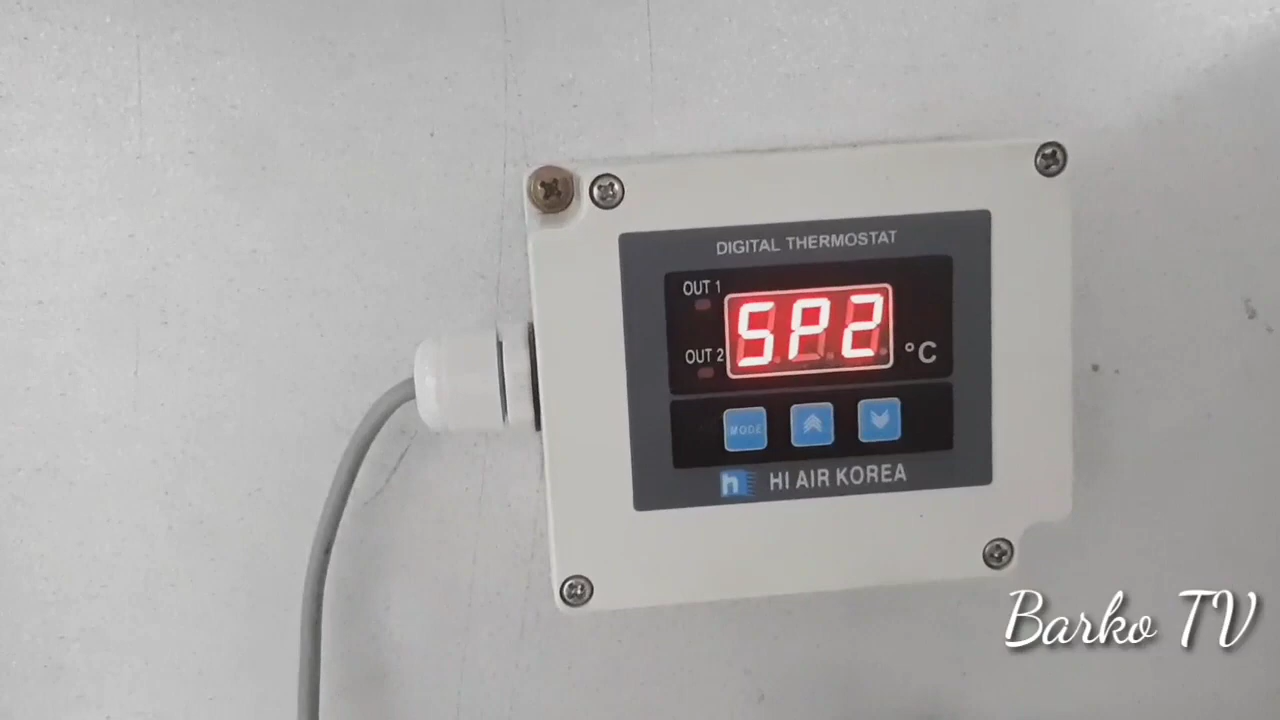 DIGITAL THERMOSTAT
OUT 1
SP2
OUT 2
°C
MODE
h HI AIR KOREA
Barko TV